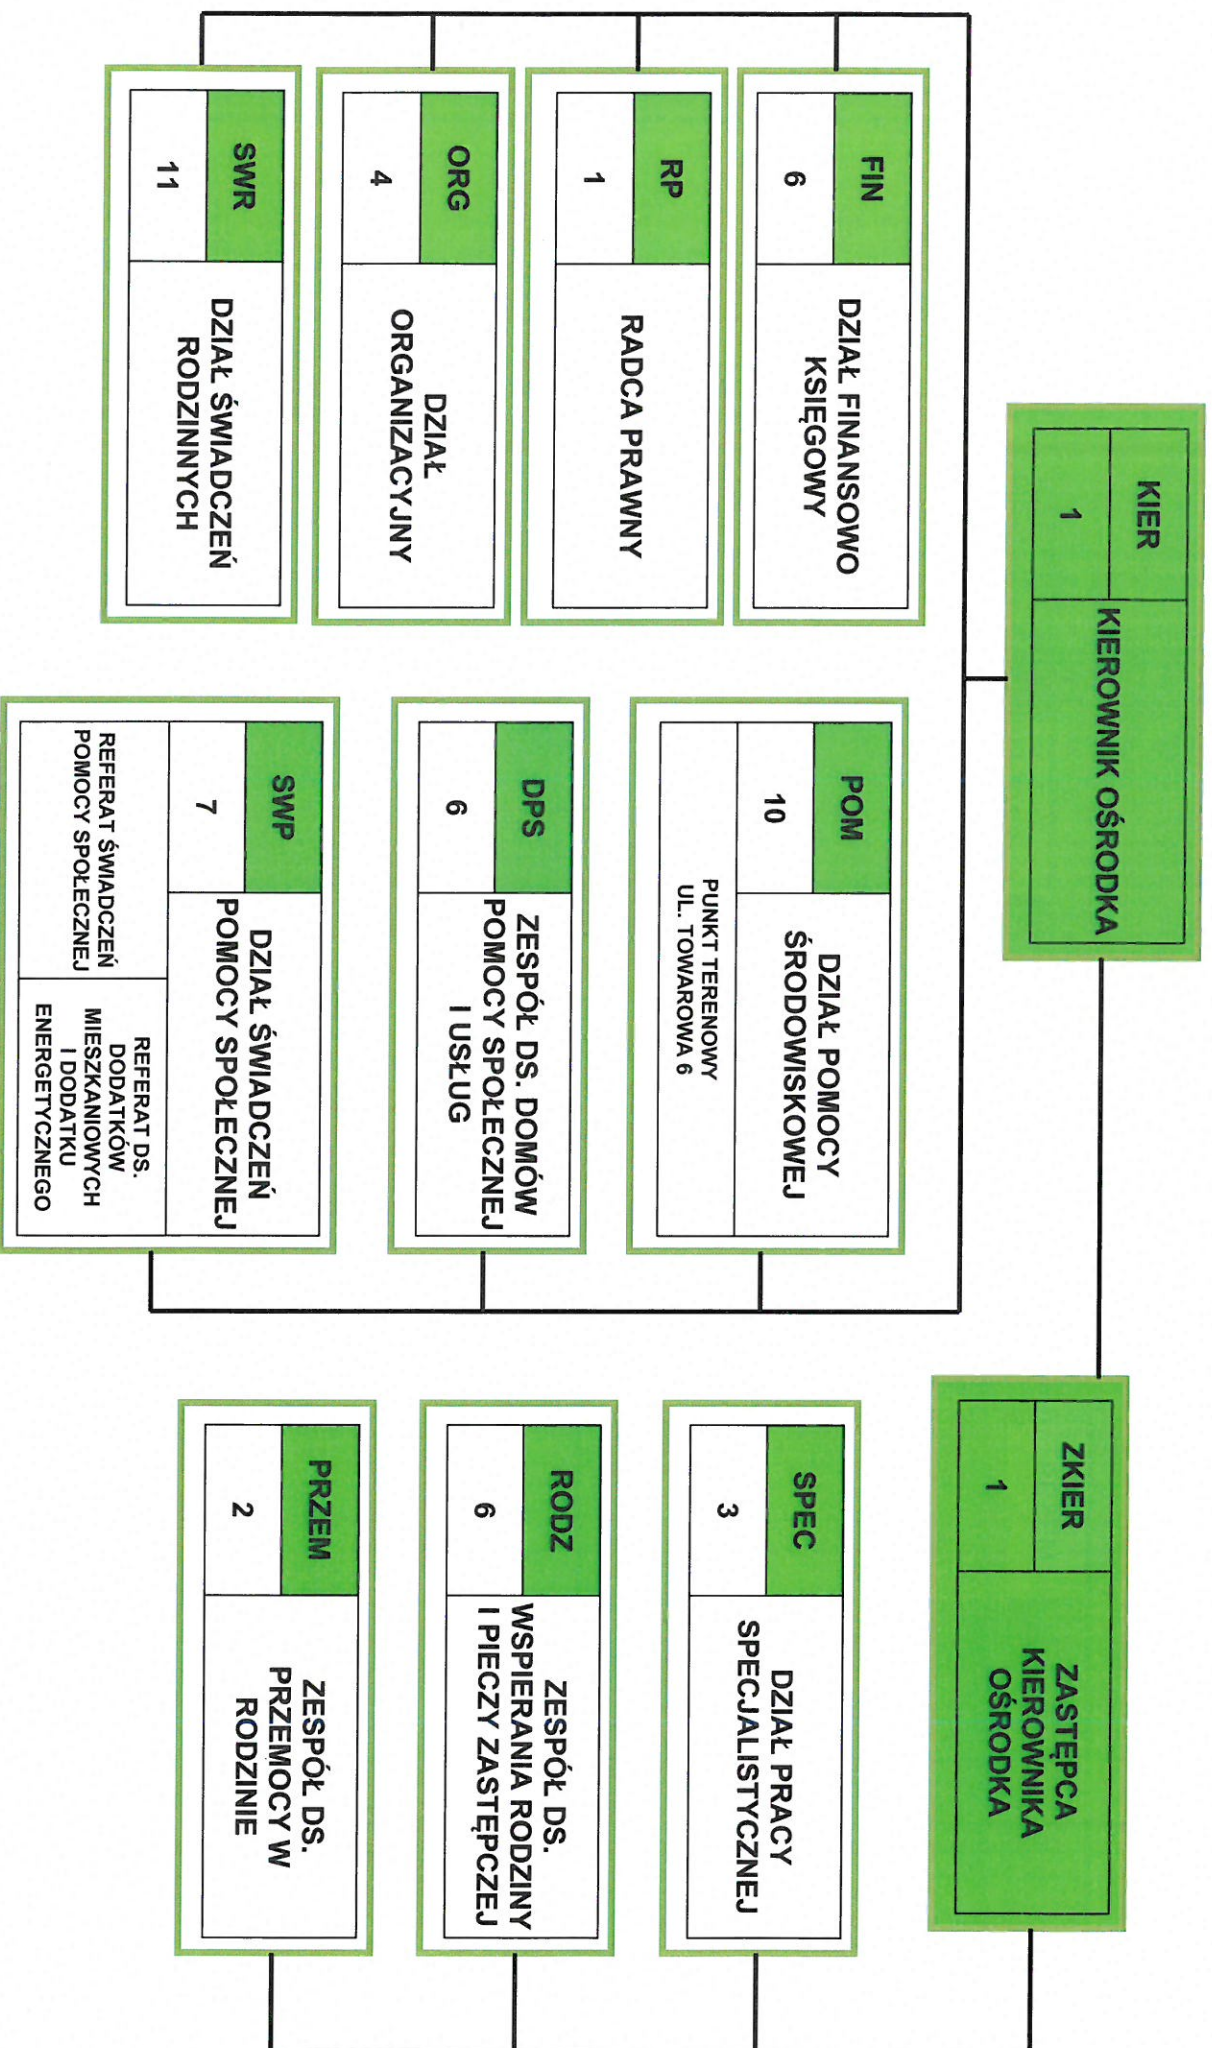 KIER
1
KIEROWNIK OŚRODKA
ZKIER
1
ZASTĘPCA
KIEROWNIKA
OŚRODKA
FIN
6
DZIAŁ FINANSOWO
KSIĘGOWY
RP
1
RADCA PRAWNY
ORG
4
DZIAŁ
ORGANIZACYJNY
SWR
11
DZIAŁ ŚWIADCZEŃ
RODZINNYCH
POM
10
DZIAŁ POMOCY
ŚRODOWISKOWEJ
PUNKT TERENOWY
UL. TOWAROWA 6
DPS
6
ZESPÓŁ DS. DOMÓW
POMOCY SPOŁECZNEJ
I USŁUG
SWP
7
DZIAŁ ŚWIADCZEŃ
POMOCY SPOŁECZNEJ
REFERAT ŚWIADCZEŃ
POMOCY SPOŁECZNEJ
REFERAT DS.
DODATKÓW
MIESZKANIOWYCH
I DODATKU
ENERGETYCZNEGO
SPEC
3
DZIAŁ PRACY
SPECJALISTYCZNEJ
RODZ
6
ZESPÓŁ DS.
WSPIERANIA RODZINY
I PIECZY ZASTĘPCZEJ
PRZEM
2
ZESPÓŁ DS.
PRZEMOCY W
RODZINIE